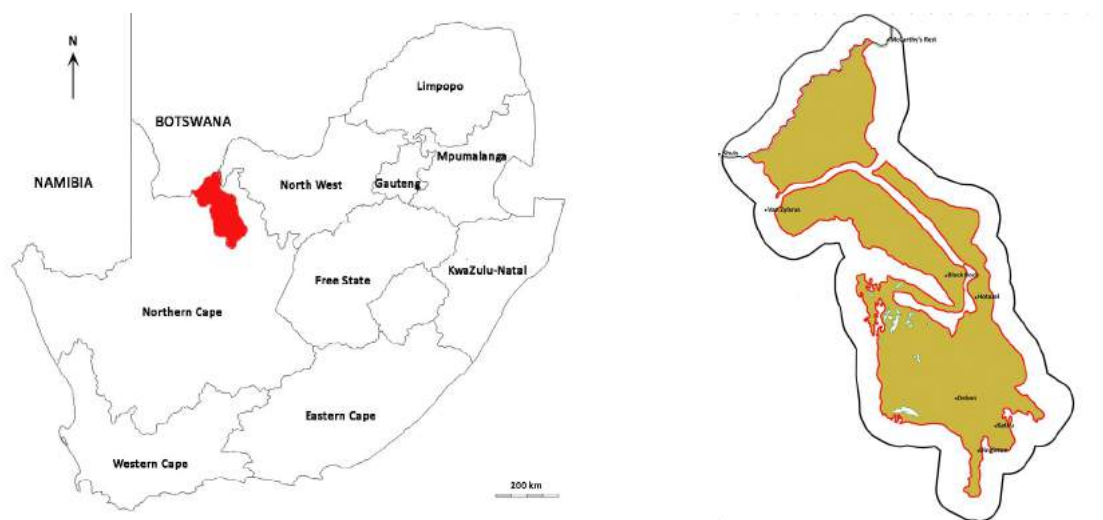 N
Limpopo
BOTSWANA
Mpumalanga
NAMIBIA
North West
Gauteng
Free State
KwaZulu-Natal
Northern Cape
Eastern Cape
Western Cape
200 km
McCarthy's Rest
Van Zylsrus
Black Rock
Hotazel
Deben
Kathu
Dingleton